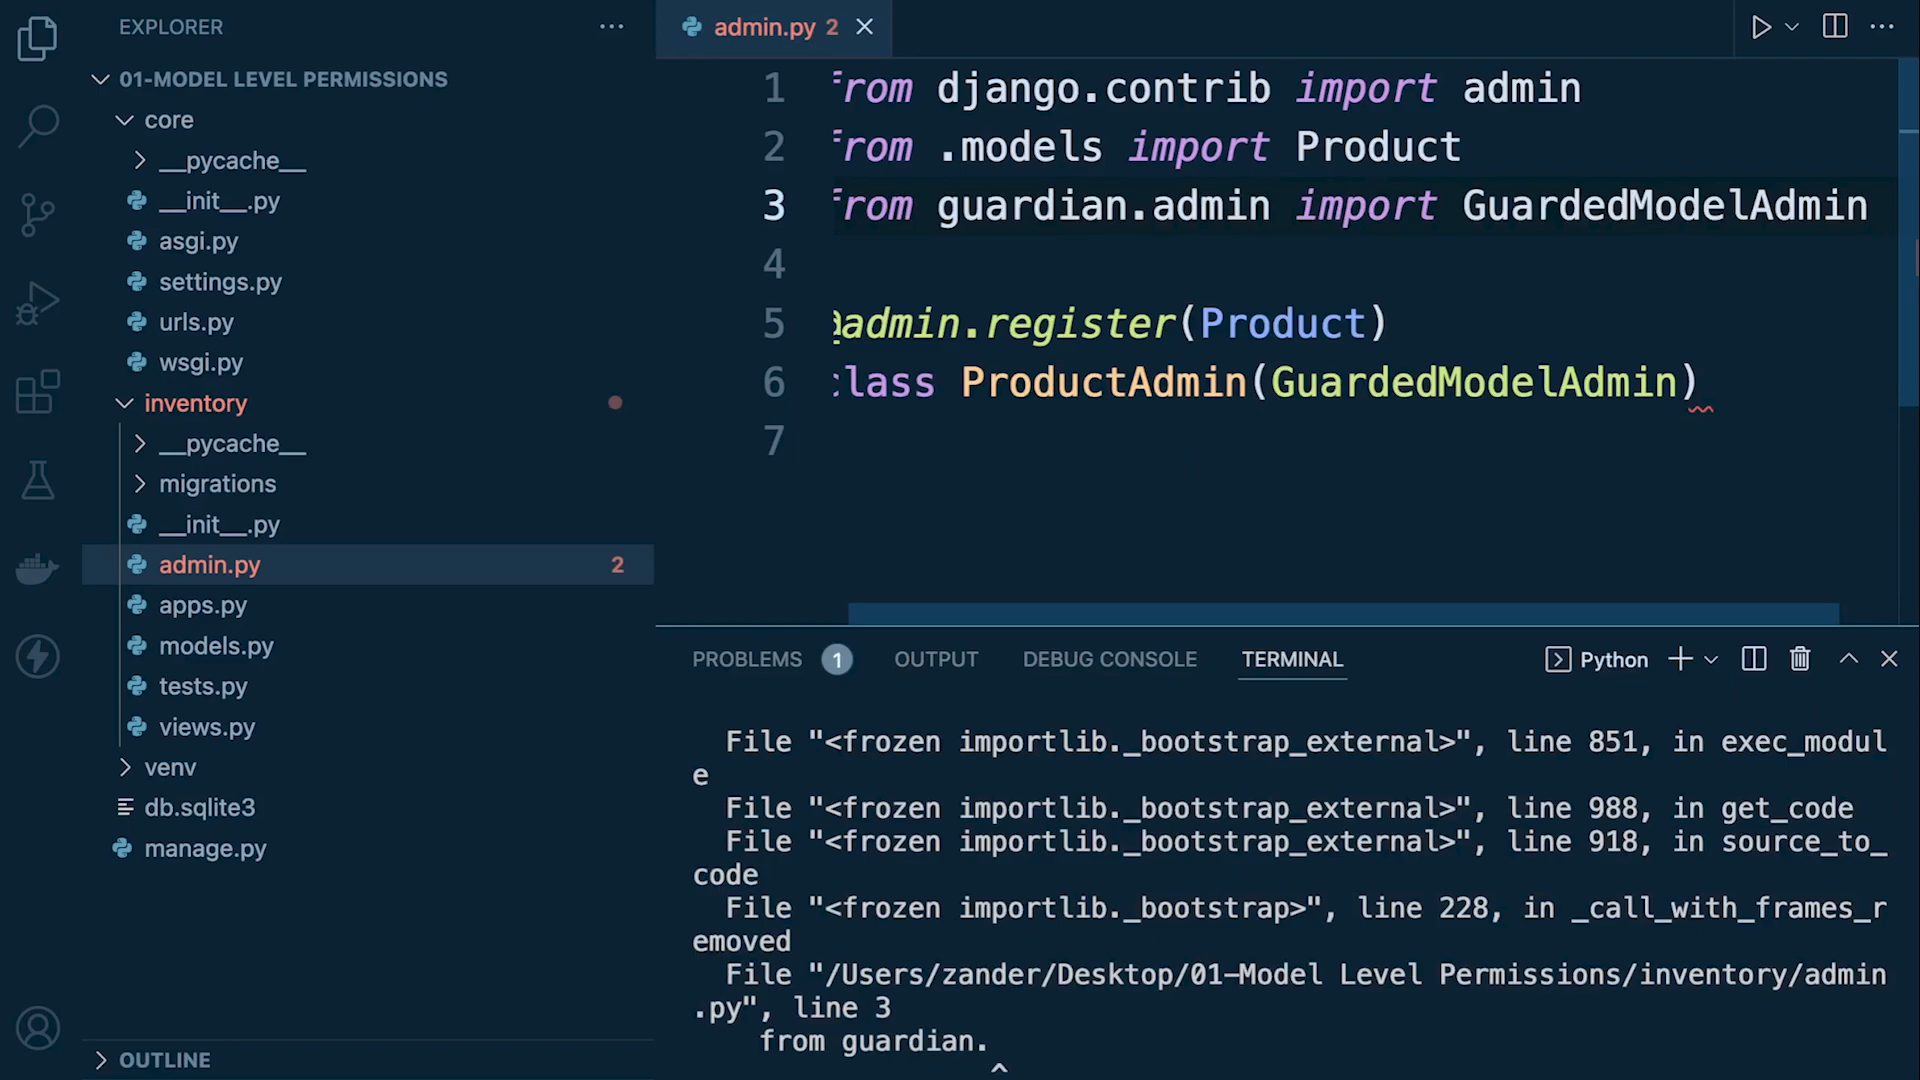 EXPLORER
01-MODEL LEVEL PERMISSIONS
core
__pycache__
__init__.py
asgi.py
settings.py
urls.py
wsgi.py
inventory
__pycache__
migrations
__init__.py
admin.py 2
apps.py
models.py
tests.py
views.py
venv
db.sqlite3
manage.py
OUTLINE
admin.py 2
1 from django.contrib import admin
2 from .models import Product
3 from guardian.admin import GuardedModelAdmin
4
5 @admin.register(Product)
6 class ProductAdmin(GuardedModelAdmin)
7
PROBLEMS 1 OUTPUT DEBUG CONSOLE TERMINAL Python
File "<frozen importlib._bootstrap_external>", line 851, in exec_modul
e
File "<frozen importlib._bootstrap_external>", line 988, in get_code
File "<frozen importlib._bootstrap_external>", line 918, in source_to_
code
File "<frozen importlib._bootstrap>", line 228, in _call_with_frames_r
emoved
File "/Users/zander/Desktop/01-Model Level Permissions/inventory/admin
.py", line 3
from guardian.
^